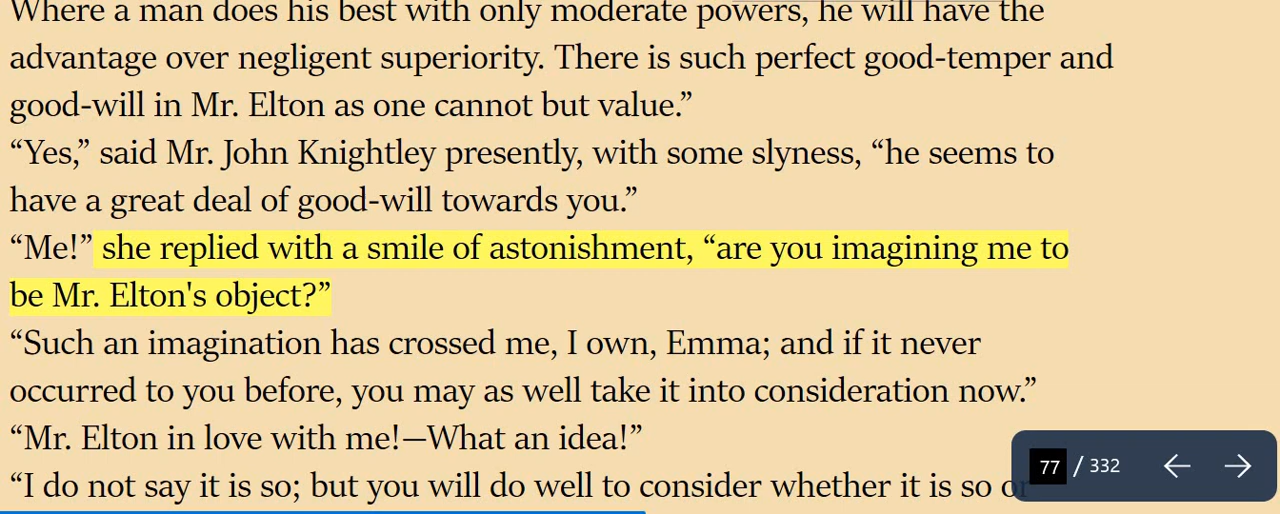 Where a man does his best with only moderate powers, he will have the
advantage over negligent superiority. There is such perfect good-temper and
good-will in Mr. Elton as one cannot but value.”
“Yes,” said Mr. John Knightley presently, with some slyness, “he seems to
have a great deal of good-will towards you.”
“Me!” she replied with a smile of astonishment, “are you imagining me to
be Mr. Elton's object?”
“Such an imagination has crossed me, I own, Emma; and if it never
occurred to you before, you may as well take it into consideration now.”
“Mr. Elton in love with me!—What an idea!”
“I do not say it is so; but you will do well to consider whether it is so or
77 / 332